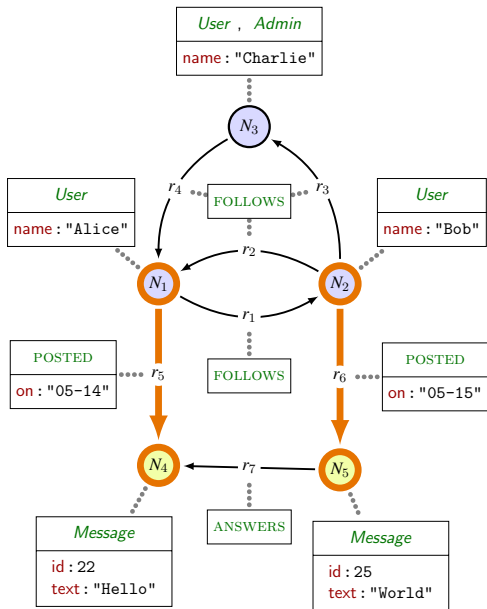 User , Admin
name : "Charlie"
N3
r4
FOLLOWS
r3
User
name : "Alice"
User
name : "Bob"
r2
N1
N2
r1
POSTED
on : "05-14"
r5
FOLLOWS
r6
POSTED
on : "05-15"
N4
r7
N5
ANSWERS
Message
id : 22
text : "Hello"
Message
id : 25
text : "World"